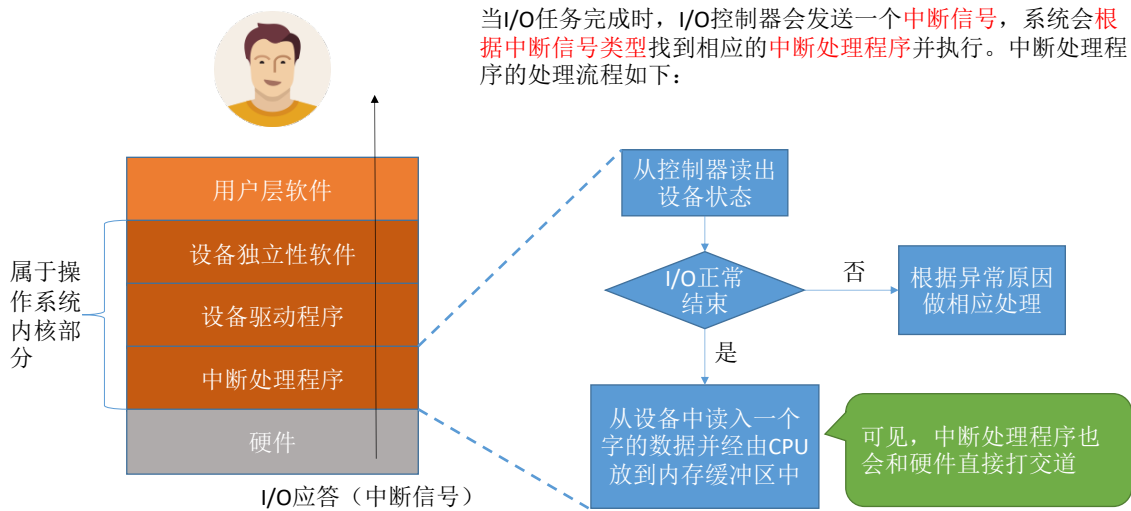 当I/O任务完成时，I/O控制器会发送一个中断信号，系统会根
据中断信号类型找到相应的中断处理程序并执行。中断处理程
序的处理流程如下：
用户层软件
设备独立性软件
设备驱动程序
中断处理程序
硬件
属于操
作系统
内核部
分
I/O应答（中断信号）
从控制器读出
设备状态
I/O正常
结束
否
根据异常原因
做相应处理
是
从设备中读入一个
字的数据并经由CPU
放到内存缓冲区中
可见，中断处理程序也
会和硬件直接打交道